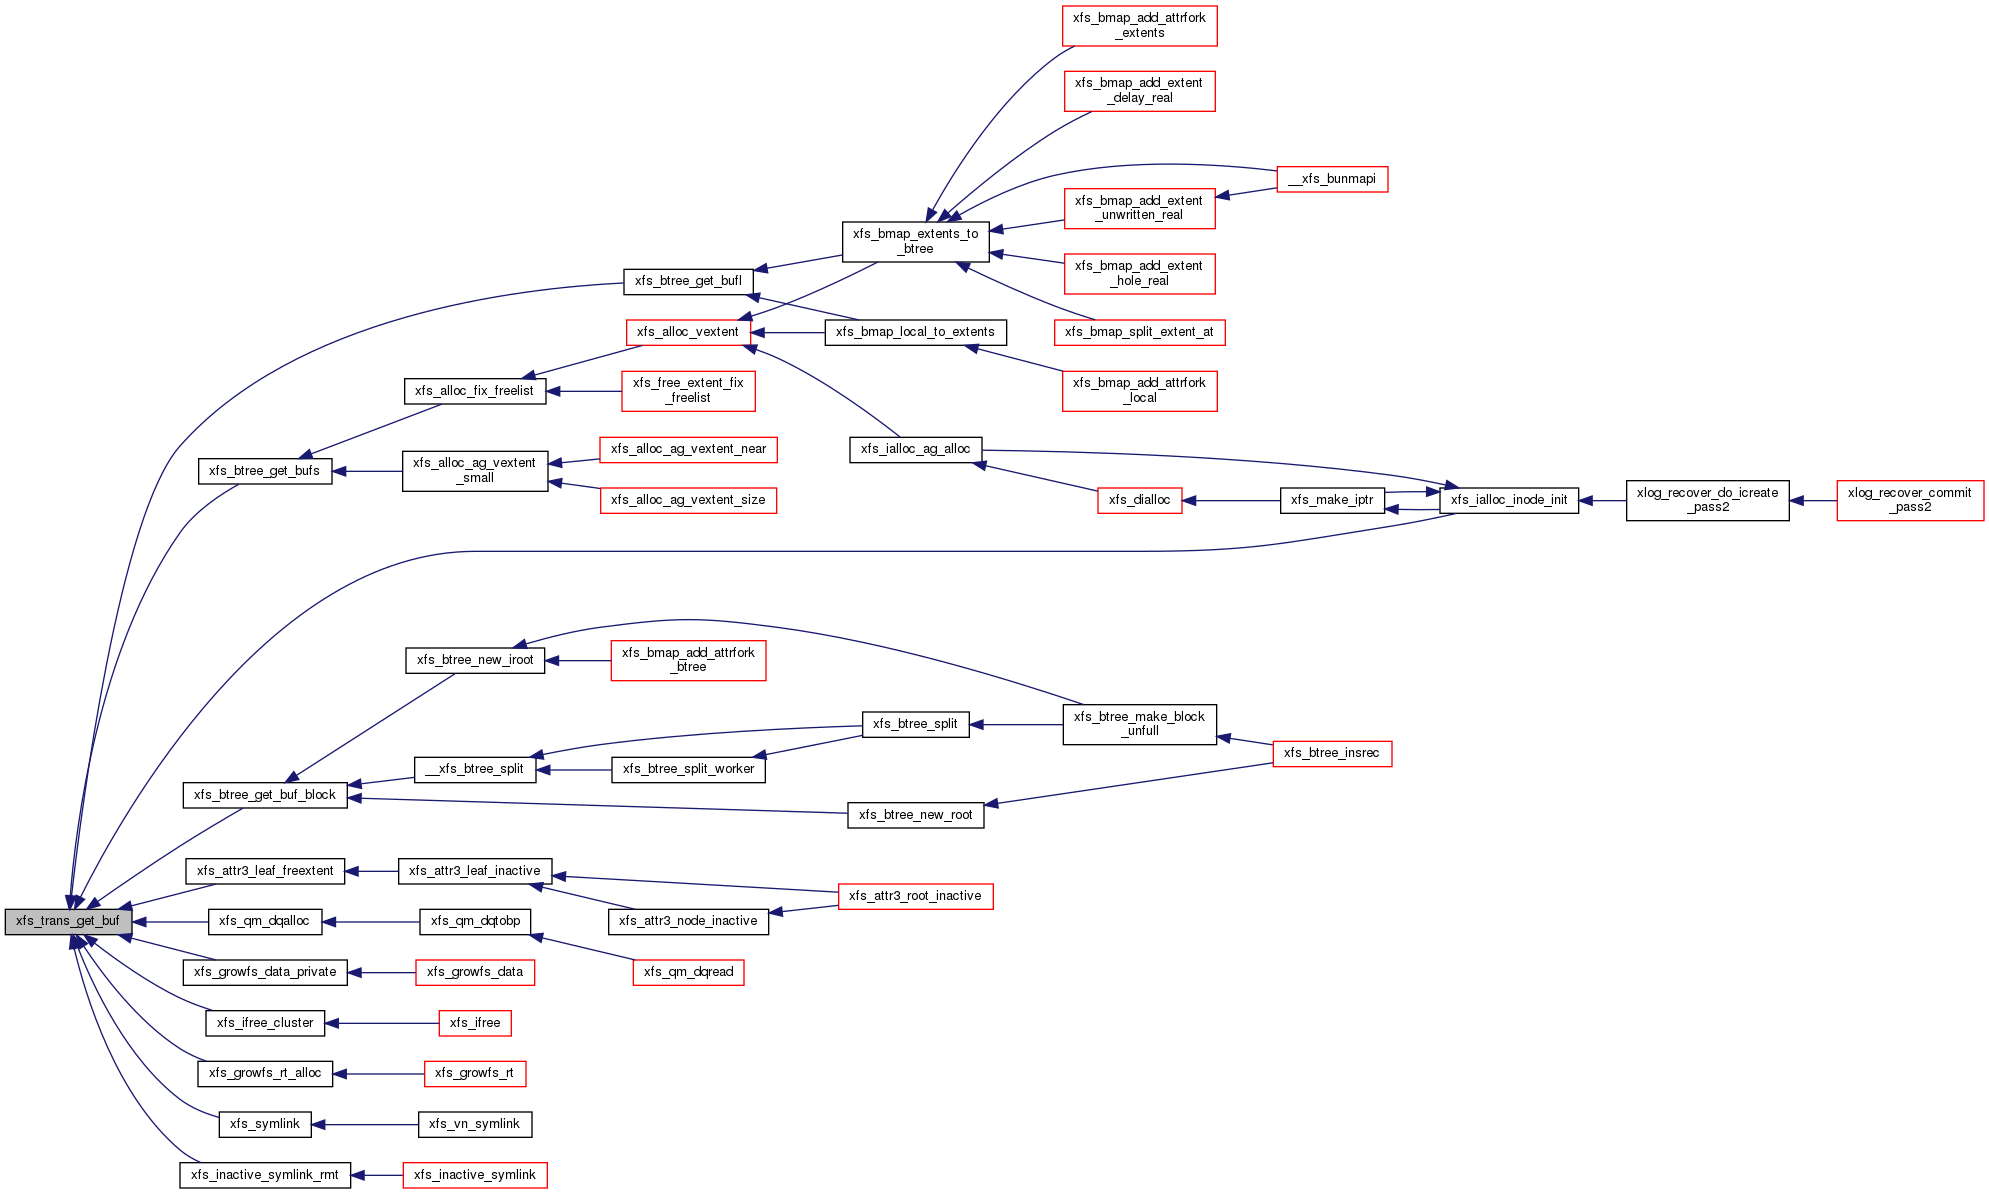 xfs_bmap_add_attrfork
_extents
xfs_bmap_add_extent
_delay_real
__xfs_bunmapi
xfs_bmap_add_extent
_unwritten_real
xfs_bmap_extents_to
_btree
xfs_bmap_add_extent
_hole_real
xfs_btree_get_bufl
xfs_alloc_vextent
xfs_bmap_local_to_extents
xfs_bmap_split_extent_at
xfs_alloc_fix_freelist
xfs_free_extent_fix
_freelist
xfs_bmap_add_attrfork
_local
xfs_btree_get_bufs
xfs_alloc_ag_vextent
_small
xfs_alloc_ag_vextent_near
xfs_ialloc_ag_alloc
xfs_alloc_ag_vextent_size
xfs_dialloc
xfs_make_iptr
xfs_ialloc_inode_init
xlog_recover_do_icreate
_pass2
xlog_recover_commit
_pass2
xfs_btree_new_iroot
xfs_bmap_add_attrfork
_btree
xfs_btree_split
xfs_btree_make_block
_unfull
xfs_btree_insrec
__xfs_btree_split
xfs_btree_split_worker
xfs_btree_get_buf_block
xfs_btree_new_root
xfs_attr3_leaf_freextent
xfs_attr3_leaf_inactive
xfs_attr3_root_inactive
xfs_trans_get_buf
xfs_qm_dqalloc
xfs_qm_dqtobp
xfs_attr3_node_inactive
xfs_growfs_data_private
xfs_growfs_data
xfs_qm_dqread
xfs_ifree_cluster
xfs_ifree
xfs_growfs_rt_alloc
xfs_growfs_rt
xfs_symlink
xfs_vn_symlink
xfs_inactive_symlink_rmt
xfs_inactive_symlink